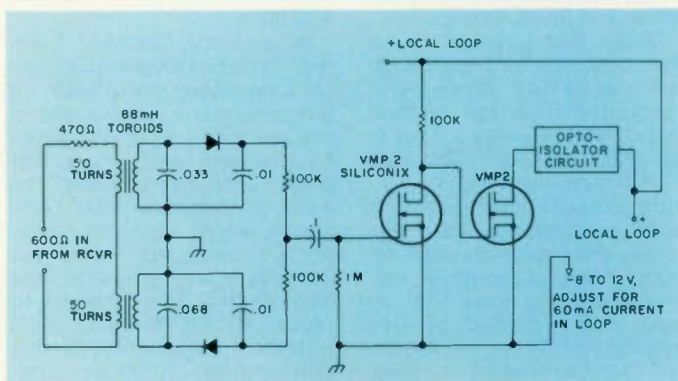 +LOCAL LOOP
88mH
TOROIDS
470Ω
50
TURNS
.033
.01
100K
100K
VMP 2
SILICONIX
VMP2
OPTO-
ISOLATOR
CIRCUIT
+
LOCAL LOOP
600Ω IN
FROM RCVR
.1
50
TURNS
.068
.01
100K
1M
-8 TO 12V,
ADJUST FOR
60mA CURRENT
IN LOOP